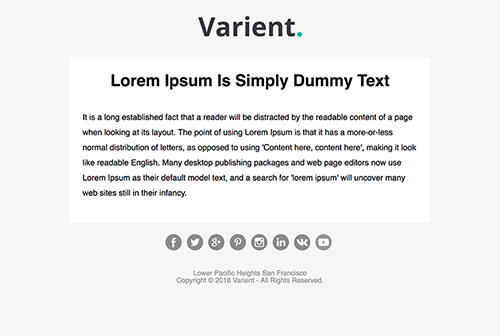 Varient.
Lorem Ipsum Is Simply Dummy Text
It is a long established fact that a reader will be distracted by the readable content of a page
when looking at its layout. The point of using Lorem Ipsum is that it has a more-or-less
normal distribution of letters, as opposed to using 'Content here, content here', making it look
like readable English. Many desktop publishing packages and web page editors now use
Lorem Ipsum as their default model text, and a search for 'lorem ipsum' will uncover many
web sites still in their infancy.
Lower Pacific Heights San Francisco
Copyright © 2018 Varient - All Rights Reserved.